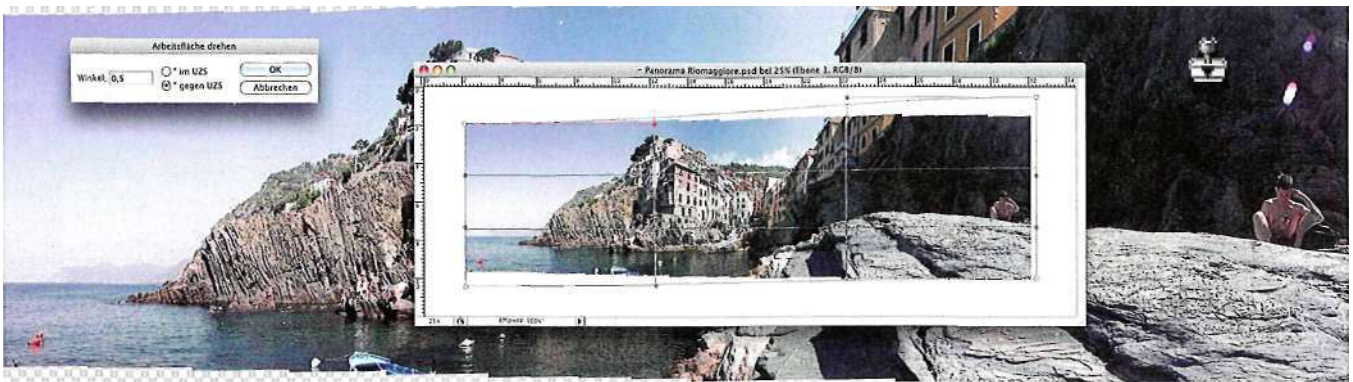 Arbeitsfläche drehen
Winkel: 0,5
° im UZS
° gegen UZS
OK
Abbrechen
- Panorama Riomaggiore.psd bei 25% (Ebene 1, RGB/8)